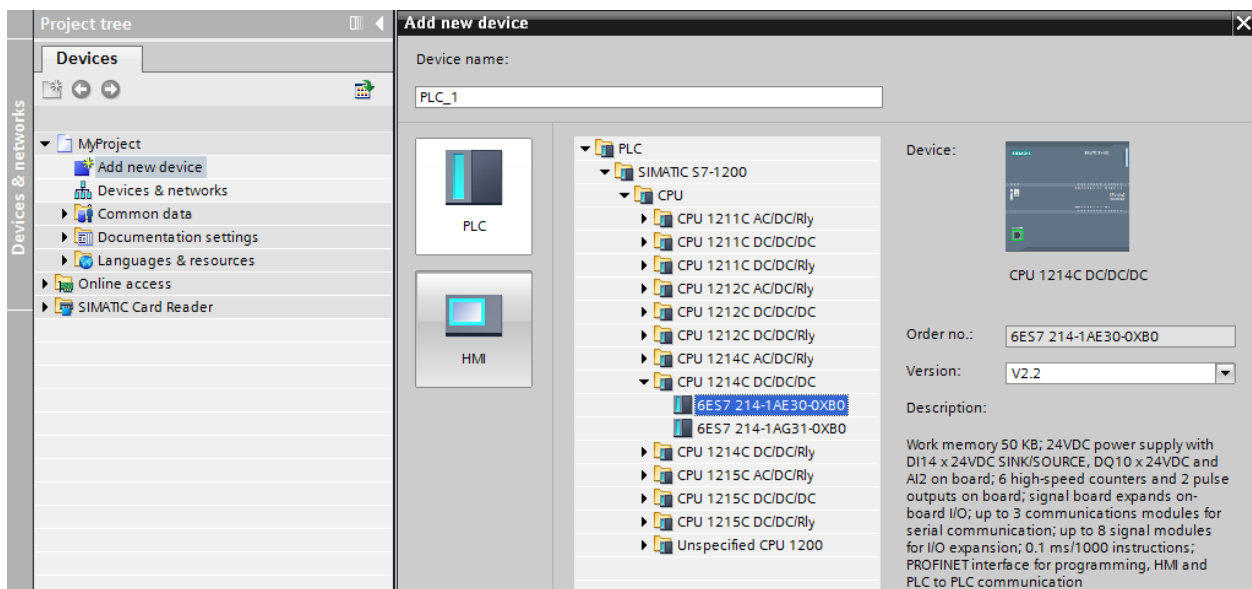 Project tree
Devices
Devices & networks
MyProject
Add new device
Devices & networks
Common data
Documentation settings
Languages & resources
Online access
SIMATIC Card Reader
Add new device
Device name:
PLC_1
PLC
HMI
PLC
SIMATIC S7-1200
CPU
CPU 1211C AC/DC/Rly
CPU 1211C DC/DC/DC
CPU 1211C DC/DC/Rly
CPU 1212C AC/DC/Rly
CPU 1212C DC/DC/DC
CPU 1212C DC/DC/Rly
CPU 1214C AC/DC/Rly
CPU 1214C DC/DC/DC
6ES7 214-1AE30-0XB0
6ES7 214-1AG31-0XB0
CPU 1214C DC/DC/Rly
CPU 1215C AC/DC/Rly
CPU 1215C DC/DC/DC
CPU 1215C DC/DC/Rly
Unspecified CPU 1200
Device:
CPU 1214C DC/DC/DC
Order no.:
6ES7 214-1AE30-0XB0
Version:
V2.2
Description:
Work memory 50 KB; 24VDC power supply with
DI14 x 24VDC SINK/SOURCE, DQ10 x 24VDC and
AI2 on board; 6 high-speed counters and 2 pulse
outputs on board; signal board expands on-
board I/O; up to 3 communications modules for
serial communication; up to 8 signal modules
for I/O expansion; 0.1 ms/1000 instructions;
PROFINET interface for programming, HMI and
PLC to PLC communication